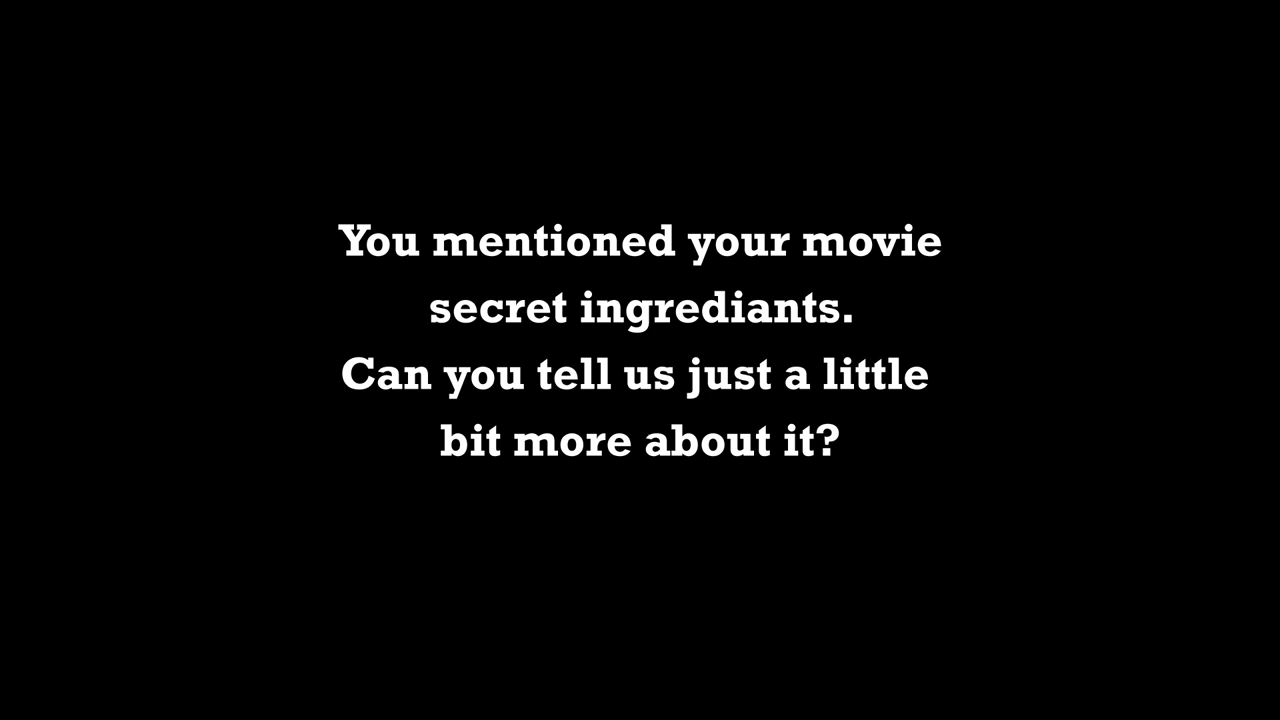 You mentioned your movie
secret ingrediants.
Can you tell us just a little
bit more about it?